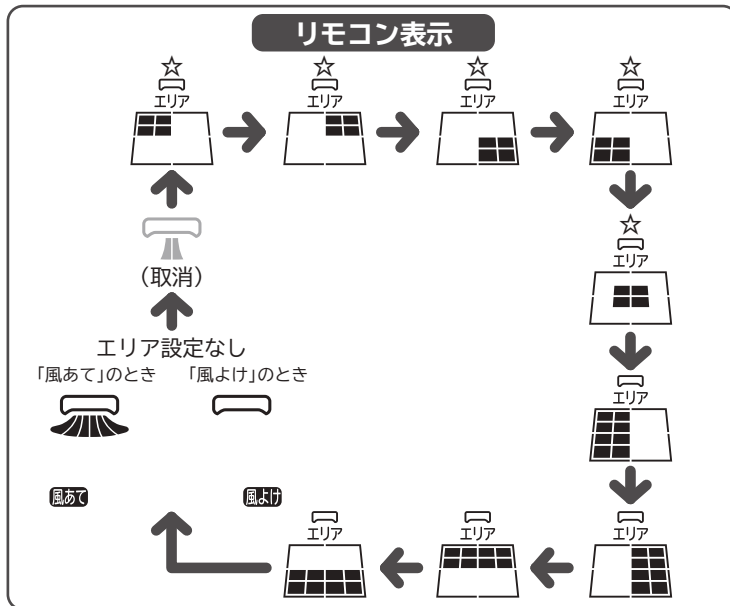 リモコン表示
エリア
エリア
エリア
エリア
エリア
(取消)
エリア設定なし
「風あて」のとき 「風よけ」のとき
エリア
風あて 風よけ
エリア
エリア
エリア